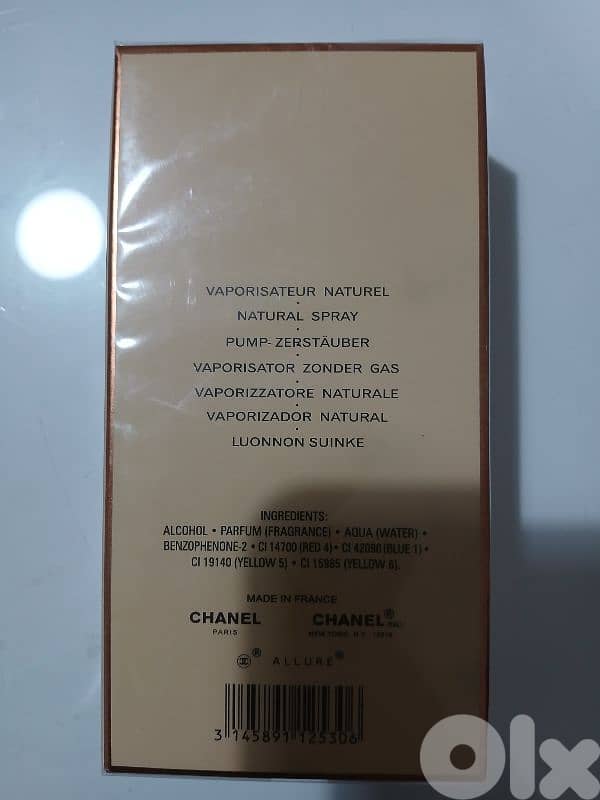 VAPORISATEUR NATUREL
·
NATURAL SPRAY
·
PUMP-ZERSTÄUBER
·
VAPORISATOR ZONDER GAS
·
VAPORIZZATORE NATURALE
·
VAPORIZADOR NATURAL
·
LUONNON SUINKE
INGREDIENTS:
ALCOHOL • PARFUM (FRAGRANCE) • AQUA (WATER) •
BENZOPHENONE-2 • CI 14700 (RED 4) • CI 42090 (BLUE 1) •
CI 19140 (YELLOW 5) • CI 15985 (YELLOW 6).
MADE IN FRANCE
CHANEL CHANEL®
PARIS NEW YORK, N.Y.
® ALLURE®
3 145891 125306
Olx